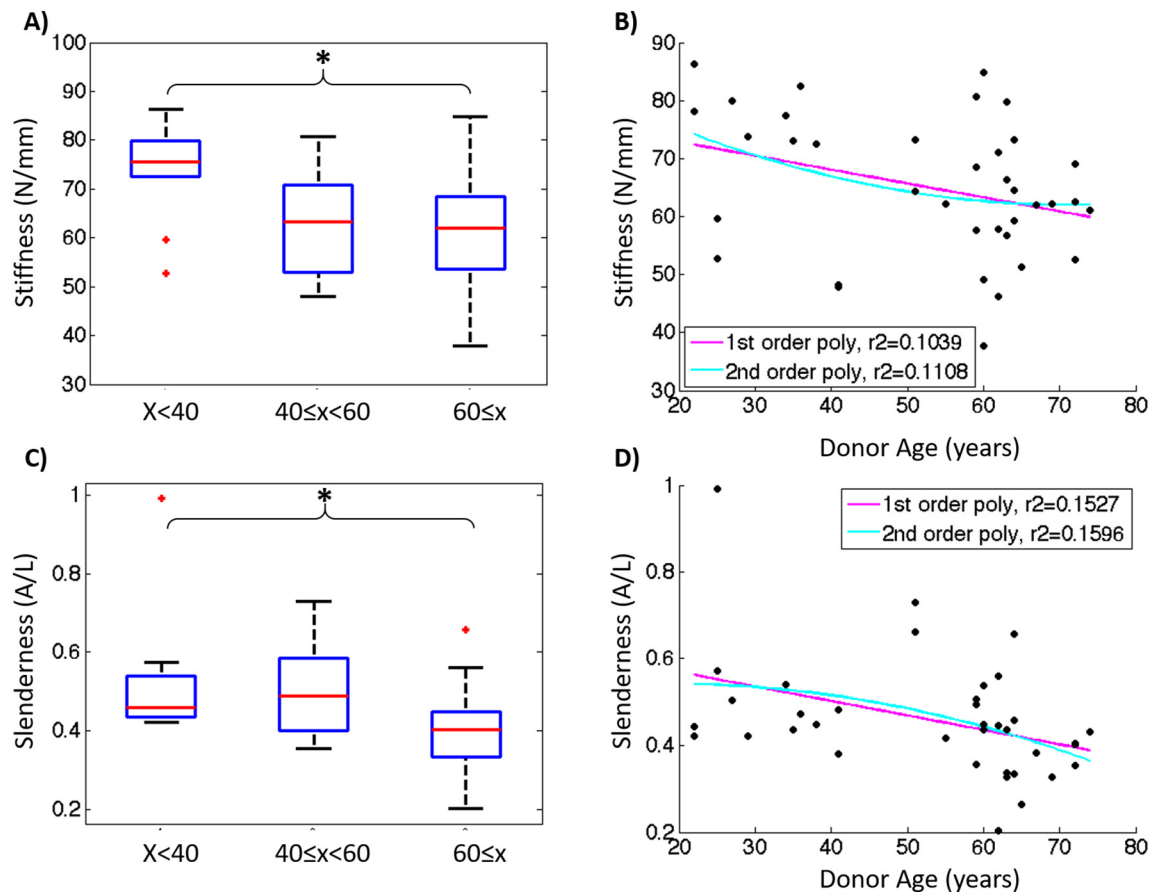 A)
Stiffness (N/mm)
100
90
80
70
60
50
40
30
*
X<40
40≤x<60
60≤x
B)
Stiffness (N/mm)
90
80
70
60
50
40
30
1st order poly, r2=0.1039
2nd order poly, r2=0.1108
20 30 40 50 60 70 80
Donor Age (years)
C)
Slenderness (A/L)
1
0.8
0.6
0.4
0.2
*
X<40
40≤x<60
60≤x
D)
Slenderness (A/L)
1
0.8
0.6
0.4
0.2
1st order poly, r2=0.1527
2nd order poly, r2=0.1596
20 30 40 50 60 70 80
Donor Age (years)